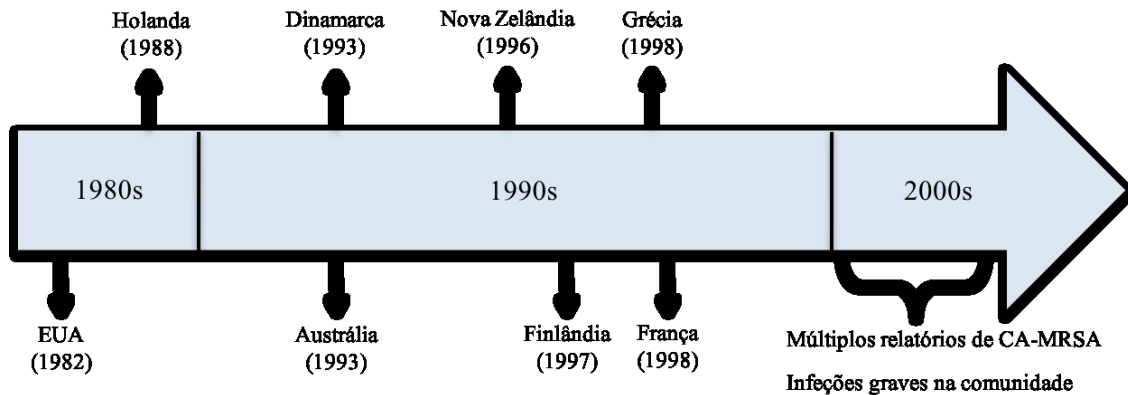 Holanda
(1988)
Dinamarca
(1993)
Nova Zelândia
(1996)
Grécia
(1998)
1980s
1990s
2000s
EUA
(1982)
Austrália
(1993)
Finlândia
(1997)
França
(1998)
Múltiplos relatórios de CA-MRSA
Infeções graves na comunidade